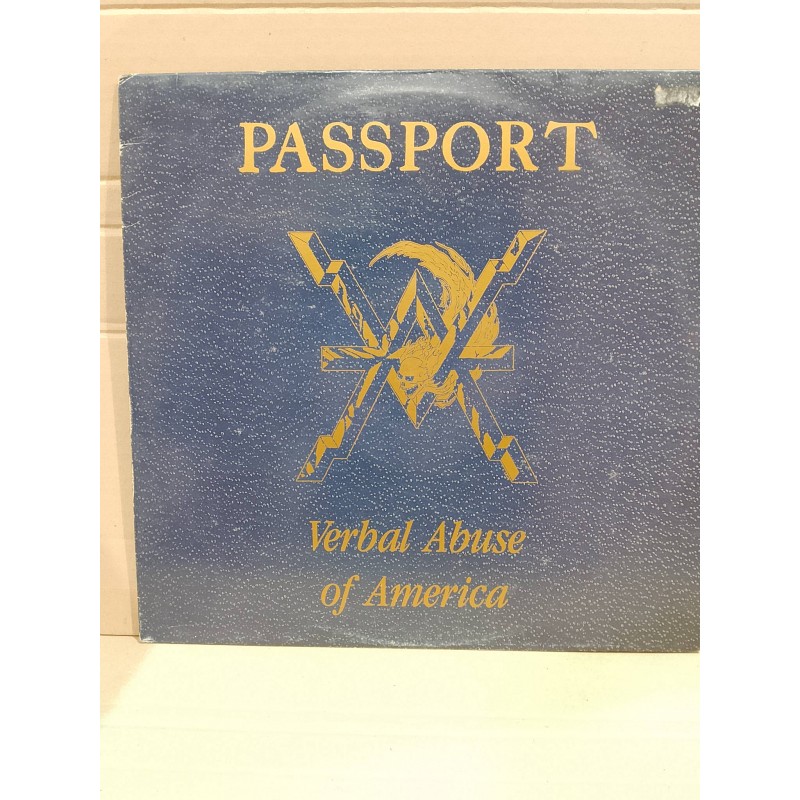 PASSPORT
Verbal Abuse
of America